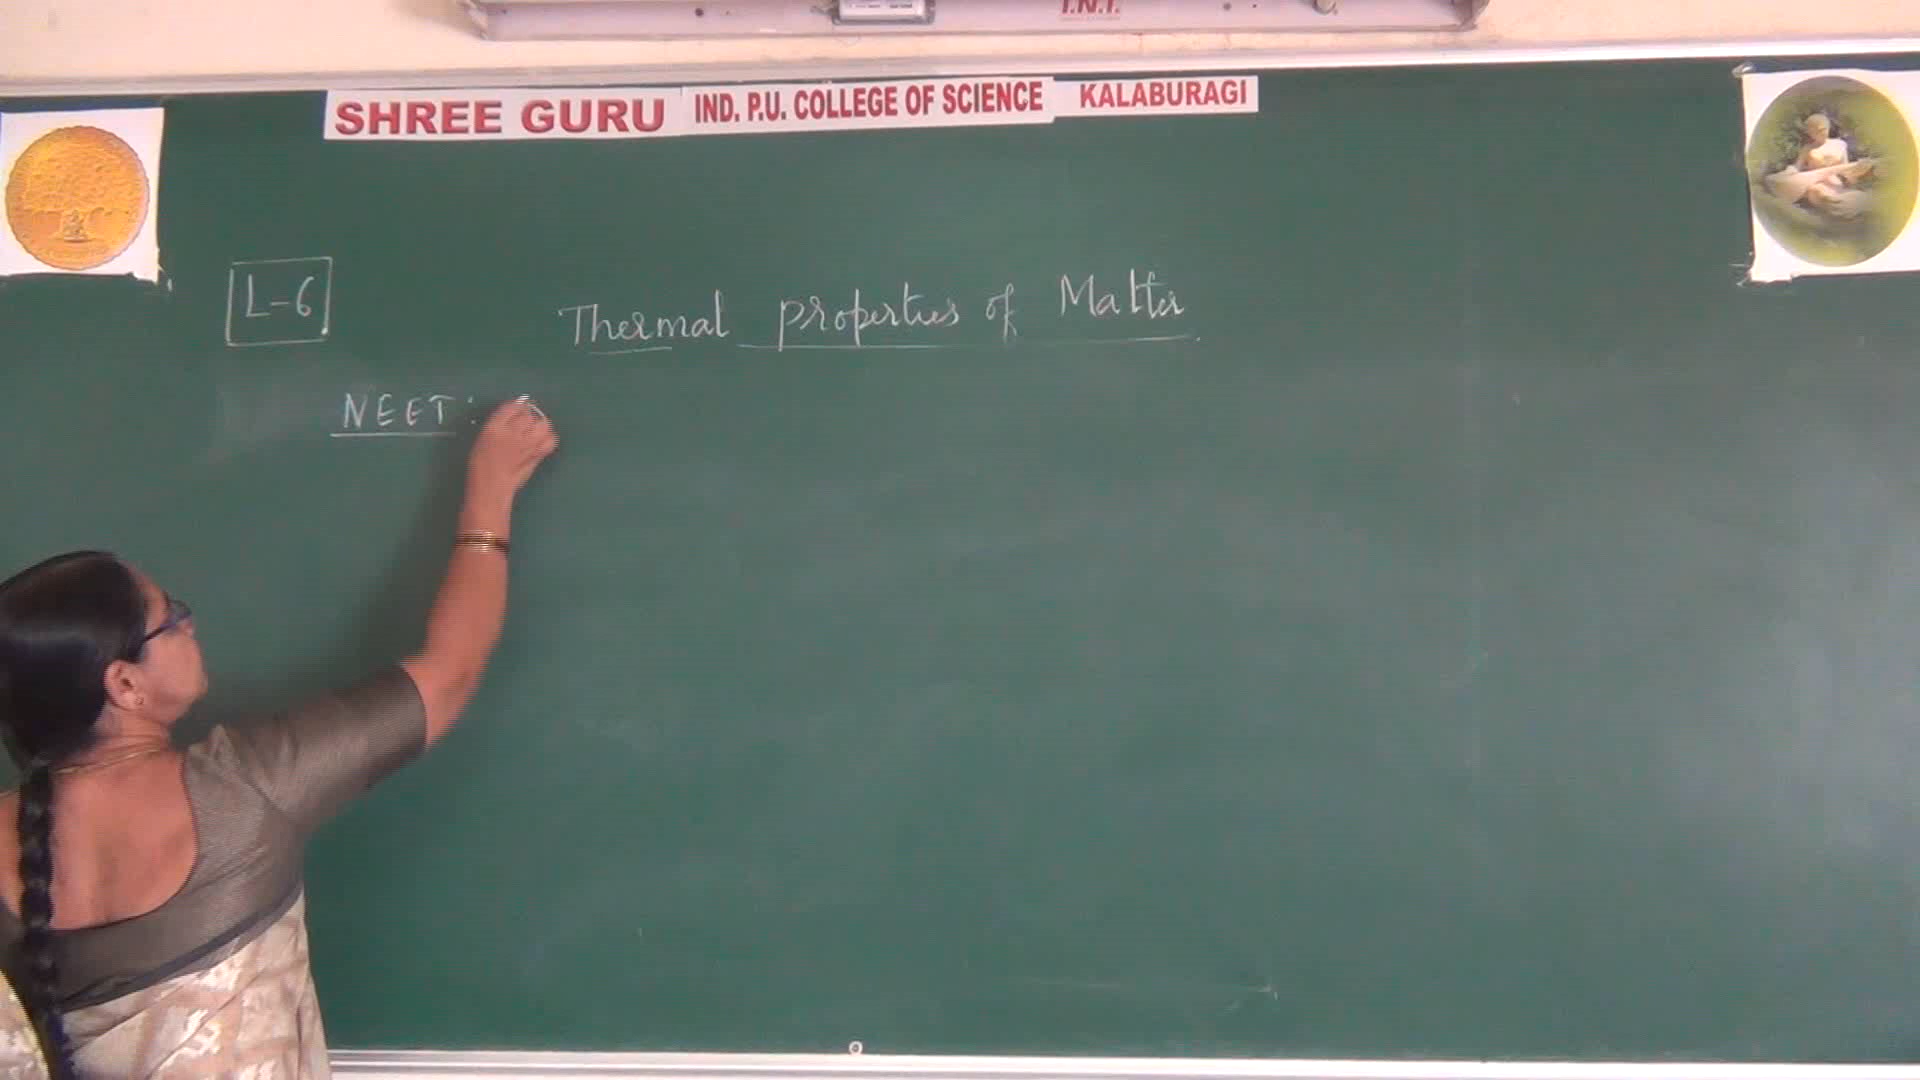 T.N.I.
SHREE GURU IND. P.U. COLLEGE OF SCIENCE KALABURAGI
L-6
Thermal properties of Matter
NEET: